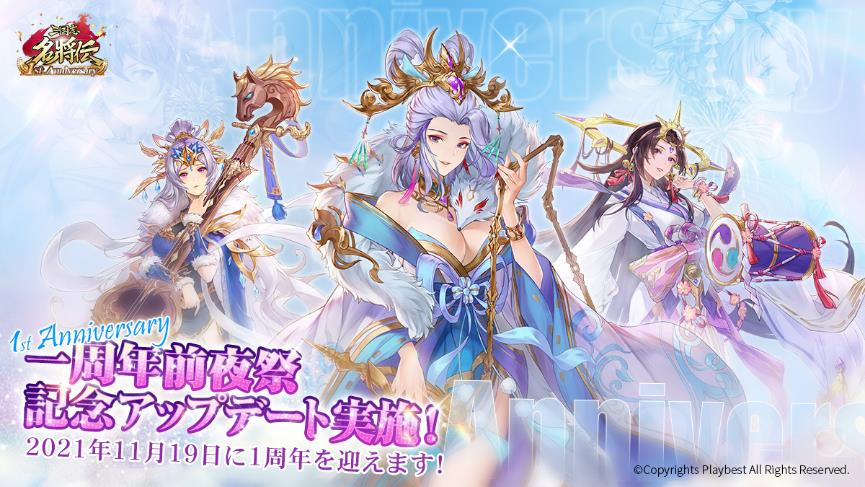 三国志
名将伝
1st Anniversary
Anniversary
1st Anniversary
一周年前夜祭
記念アップデート実施！
2021年11月19日に1周年を迎えます!
Annivers
©Copyrights Playbest All Rights Reserved.